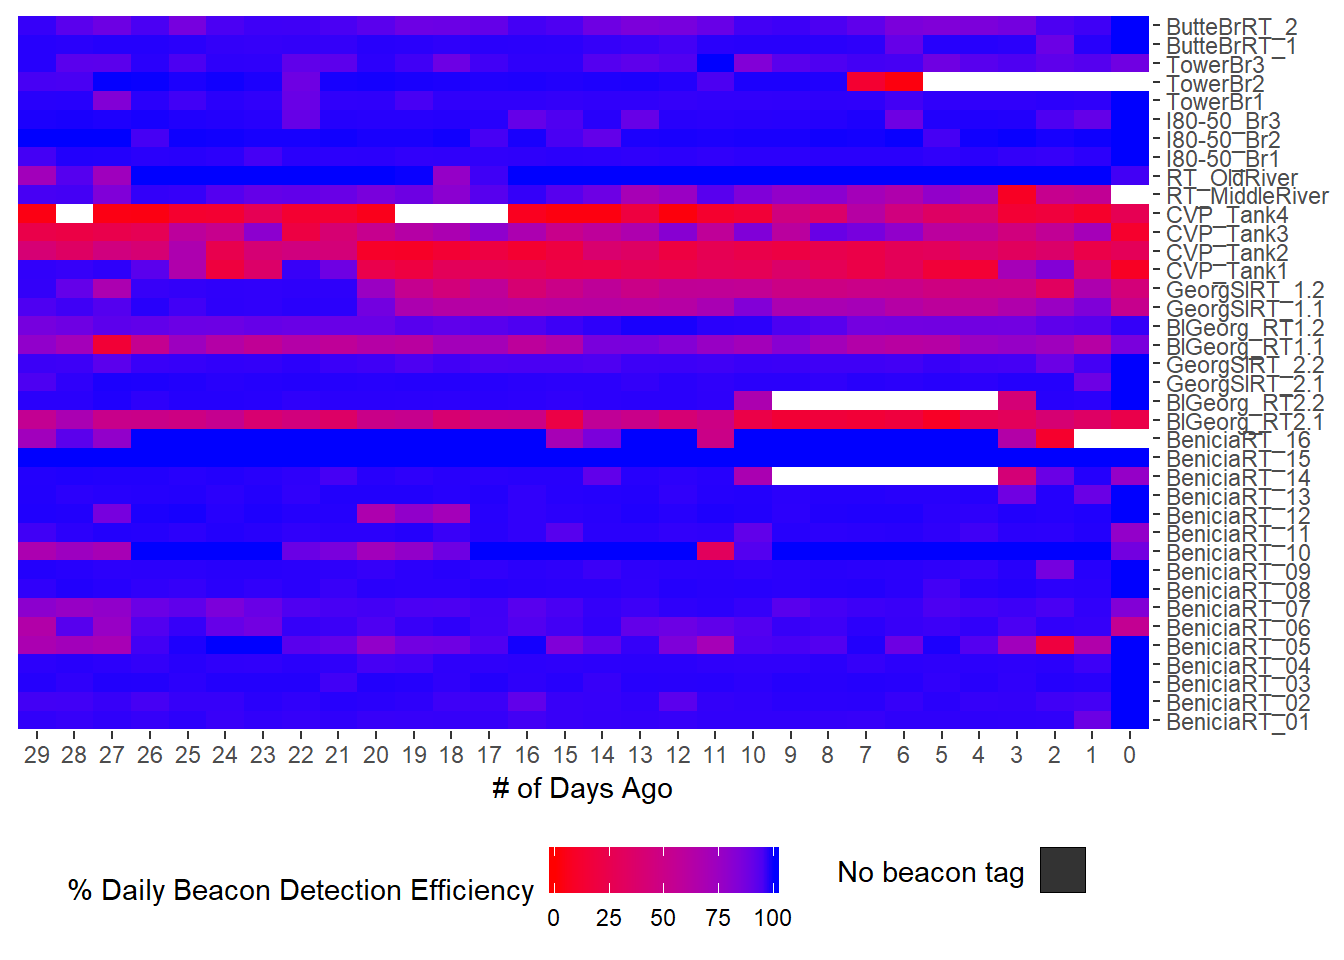 ButteBrRT_2
ButteBrRT_1
TowerBr3
TowerBr2
TowerBr1
I80-50_Br3
I80-50_Br2
I80-50_Br1
RT_OldRiver
RT_MiddleRiver
CVP_Tank4
CVP_Tank3
CVP_Tank2
CVP_Tank1
GeorgSlRT_1.2
GeorgSlRT_1.1
BlGeorg_RT1.2
BlGeorg_RT1.1
GeorgSlRT_2.2
GeorgSlRT_2.1
BlGeorg_RT2.2
BlGeorg_RT2.1
BeniciaRT_16
BeniciaRT_15
BeniciaRT_14
BeniciaRT_13
BeniciaRT_12
BeniciaRT_11
BeniciaRT_10
BeniciaRT_09
BeniciaRT_08
BeniciaRT_07
BeniciaRT_06
BeniciaRT_05
BeniciaRT_04
BeniciaRT_03
BeniciaRT_02
BeniciaRT_01
29 28 27 26 25 24 23 22 21 20 19 18 17 16 15 14 13 12 11 10 9 8 7 6 5 4 3 2 1 0
# of Days Ago
% Daily Beacon Detection Efficiency
0 25 50 75 100
No beacon tag